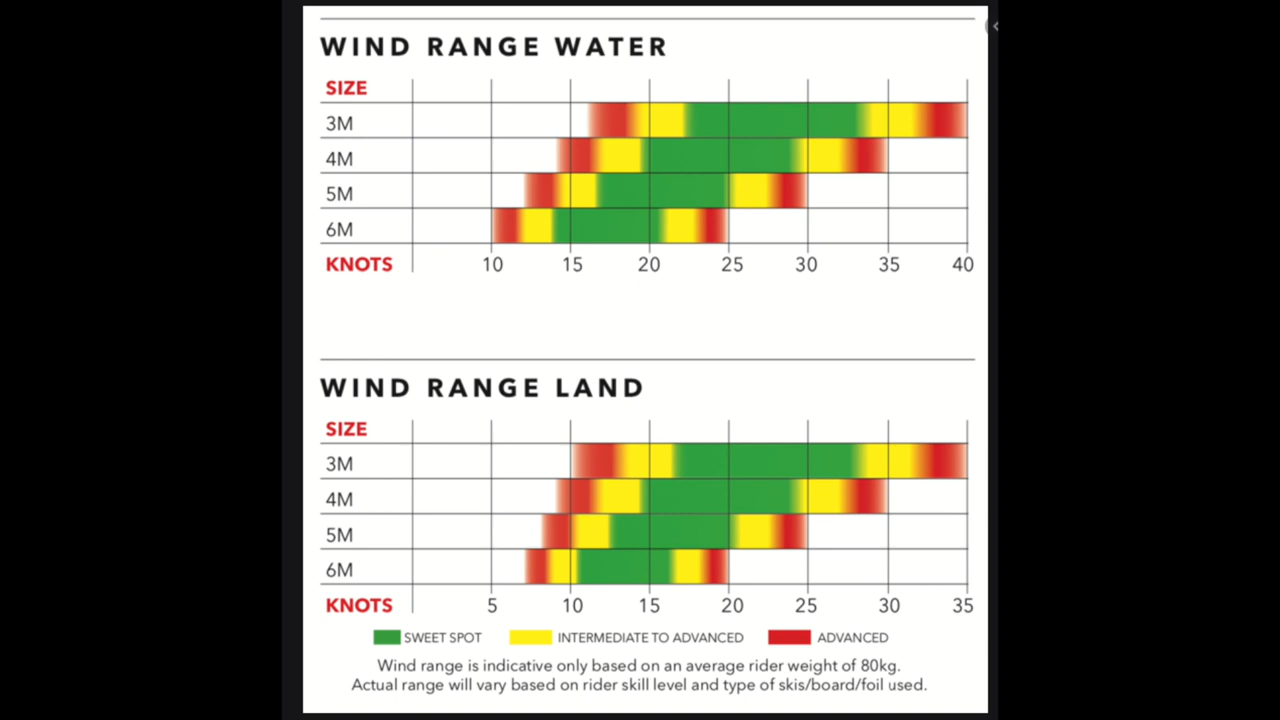 WIND RANGE WATER
SIZE
3M
4M
5M
6M
KNOTS 10 15 20 25 30 35 40
WIND RANGE LAND
SIZE
3M
4M
5M
6M
KNOTS 5 10 15 20 25 30 35
SWEET SPOT INTERMEDIATE TO ADVANCED ADVANCED
Wind range is indicative only based on an average rider weight of 80kg.
Actual range will vary based on rider skill level and type of skis/board/foil used.